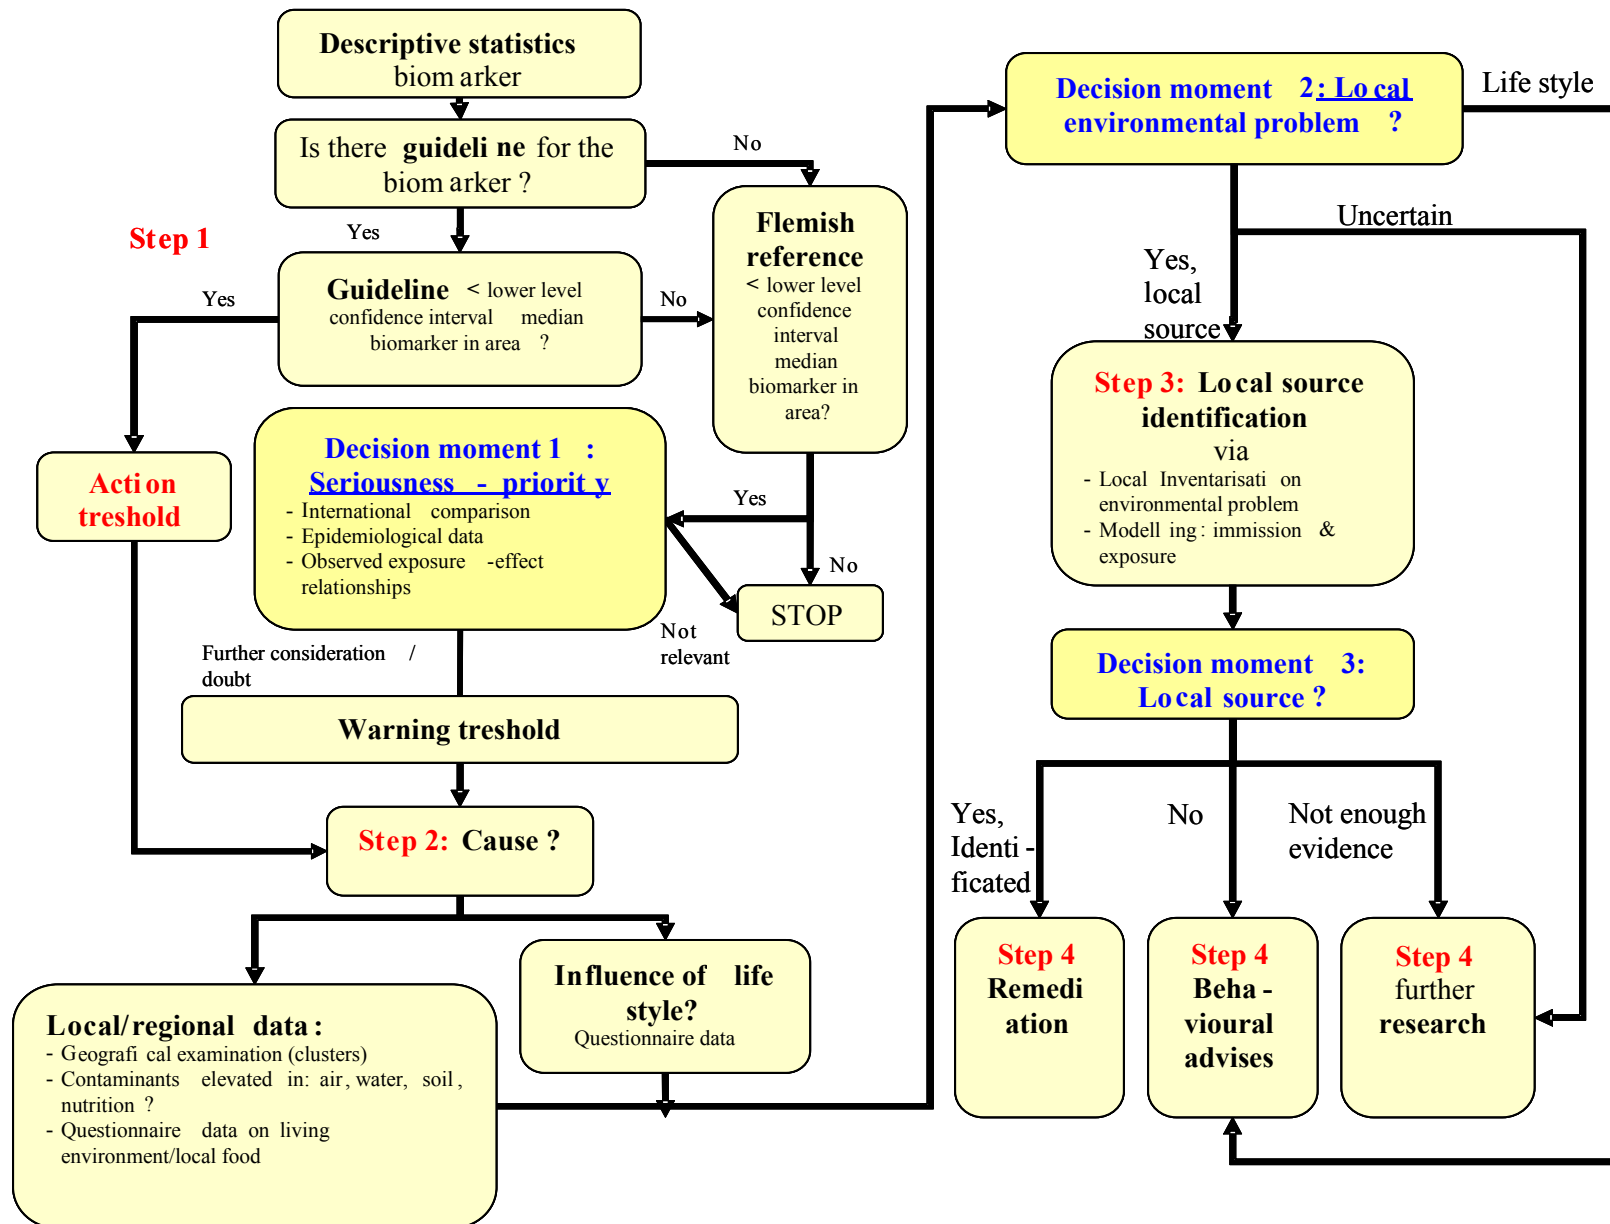 Descriptive statistics
biom arker
Is there guideli ne for the
biom arker ?
No
Yes
Step 1
Guideline < lower level
confidence interval median
biomarker in area ?
Yes
No
Flemish
reference
< lower level
confidence
interval
median
biomarker in
area?
Acti on
treshold
Decision moment 1 :
Seriousness - priorit y
- International comparison
- Epidemiological data
- Observed exposure -effect
relationships
Yes
No
STOP
Not
relevant
Further consideration /
doubt
Warning treshold
Step 2: Cause ?
Influence of life
style?
Questionnaire data
Local/regional data :
- Geografi cal examination (clusters)
- Contaminants elevated in: air, water, soil,
nutrition ?
- Questionnaire data on living
environment/local food
Decision moment 2: Lo cal
environmental problem ?
Life style
Uncertain
Yes,
local
source
Step 3: Lo cal source
identification
via
- Local Inventarisati on
environmental problem
- Modell ing: immission &
exposure
Decision moment 3:
Lo cal source ?
Yes,
Identi -
ficated
No
Not enough
evidence
Step 4
Remedi
ation
Step 4
Beha -
vioural
advises
Step 4
further
research